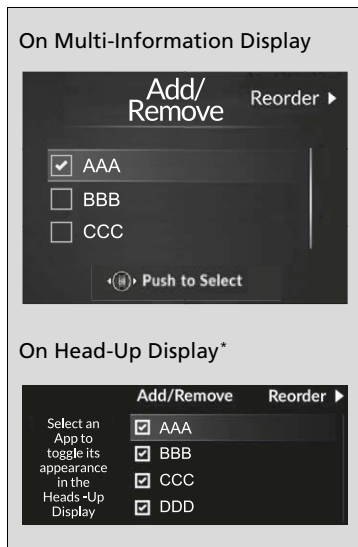 On Multi-Information Display
Add/
Remove
Reorder ▶
AAA
BBB
CCC
Push to Select
On Head-Up Display*
Add/Remove Reorder ▶
Select an
App to
toggle its
appearance
in the
Heads-Up
Display
AAA
BBB
CCC
DDD